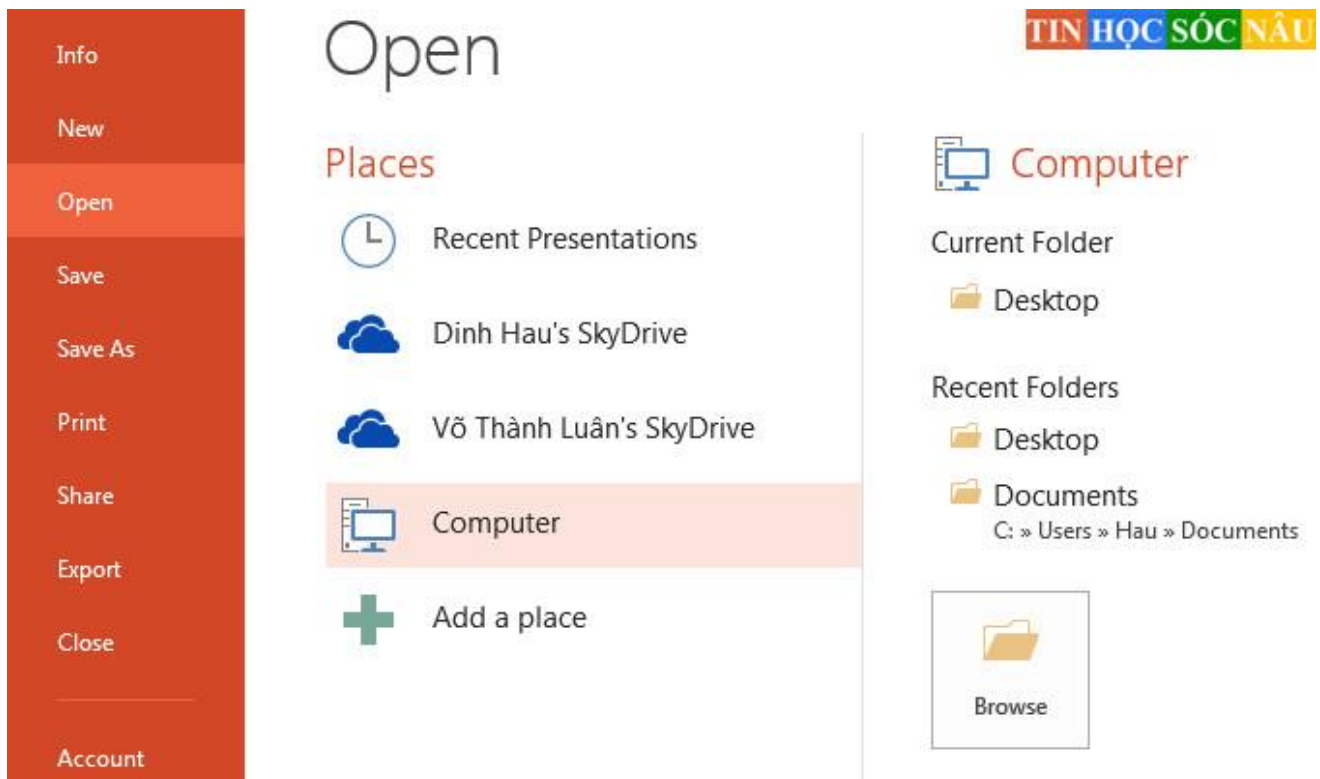 Info
New
Open
Save
Save As
Print
Share
Export
Close
Account
Open
Places
Recent Presentations
Dinh Hau's SkyDrive
Võ Thành Luân's SkyDrive
Computer
Add a place
TIN HỌC SÓC NÂU
Computer
Current Folder
Desktop
Recent Folders
Desktop
Documents
C: » Users » Hau » Documents
Browse